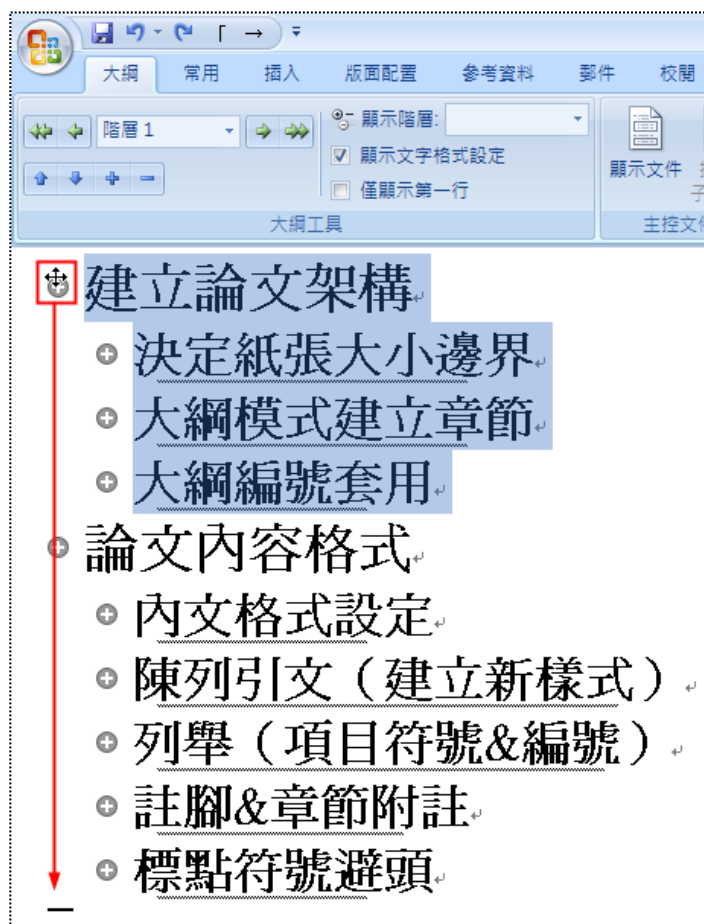 大綱 常用 插入 版面配置 參考資料 郵件 校閱
階層 1 顯示階層:
顯示文字格式設定
僅顯示第一行
顯示文件
大綱工具 主控文件
建立論文架構
決定紙張大小邊界
大綱模式建立章節
大綱編號套用
論文內容格式
內文格式設定
陳列引文（建立新樣式）
列舉（項目符號&編號）
註腳&章節附註
標點符號避頭